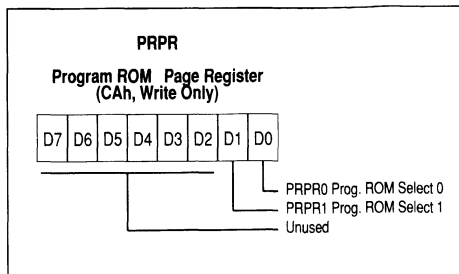 PRPR
Program ROM Page Register
(CAh, Write Only)
D7 D6 D5 D4 D3 D2 D1 D0
PRPR0 Prog. ROM Select 0
PRPR1 Prog. ROM Select 1
Unused